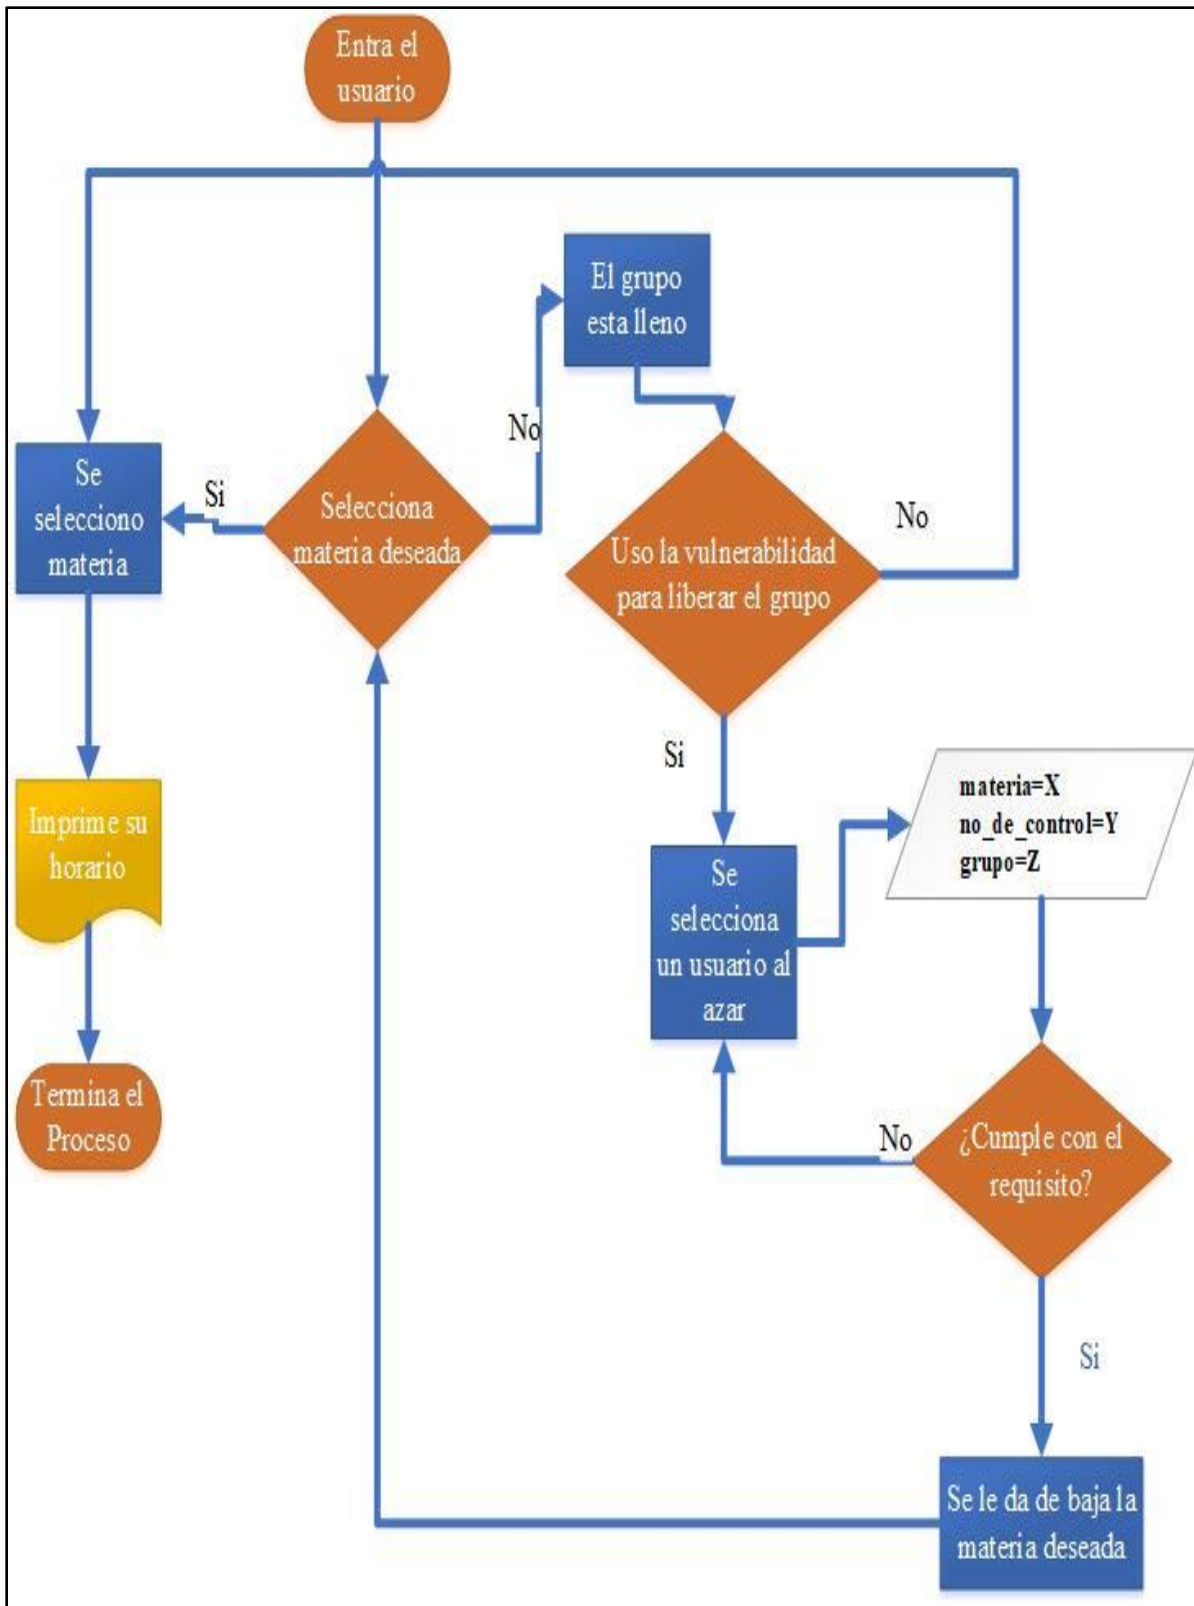 Entra el
usuario
El grupo
esta lleno
No
Si
Se
selecciono
materia
Selecciona
materia deseada
No
Uso la vulnerabilidad
para liberar el grupo
Si
materia=X
no_de_control=Y
grupo=Z
Imprime su
horario
Se
selecciona
un usuario al
azar
Termina el
Proceso
No
¿Cumple con el
requisito?
Si
Se le da de baja la
materia deseada